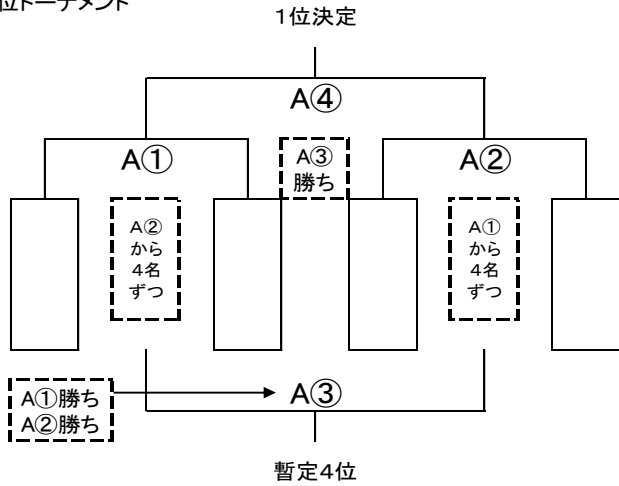 位トーナメント
1位決定
A④
A①
A③
勝ち
A②
A②
から
4名
ずつ
A①
から
4名
ずつ
A①勝ち
A②勝ち
A③
暫定4位